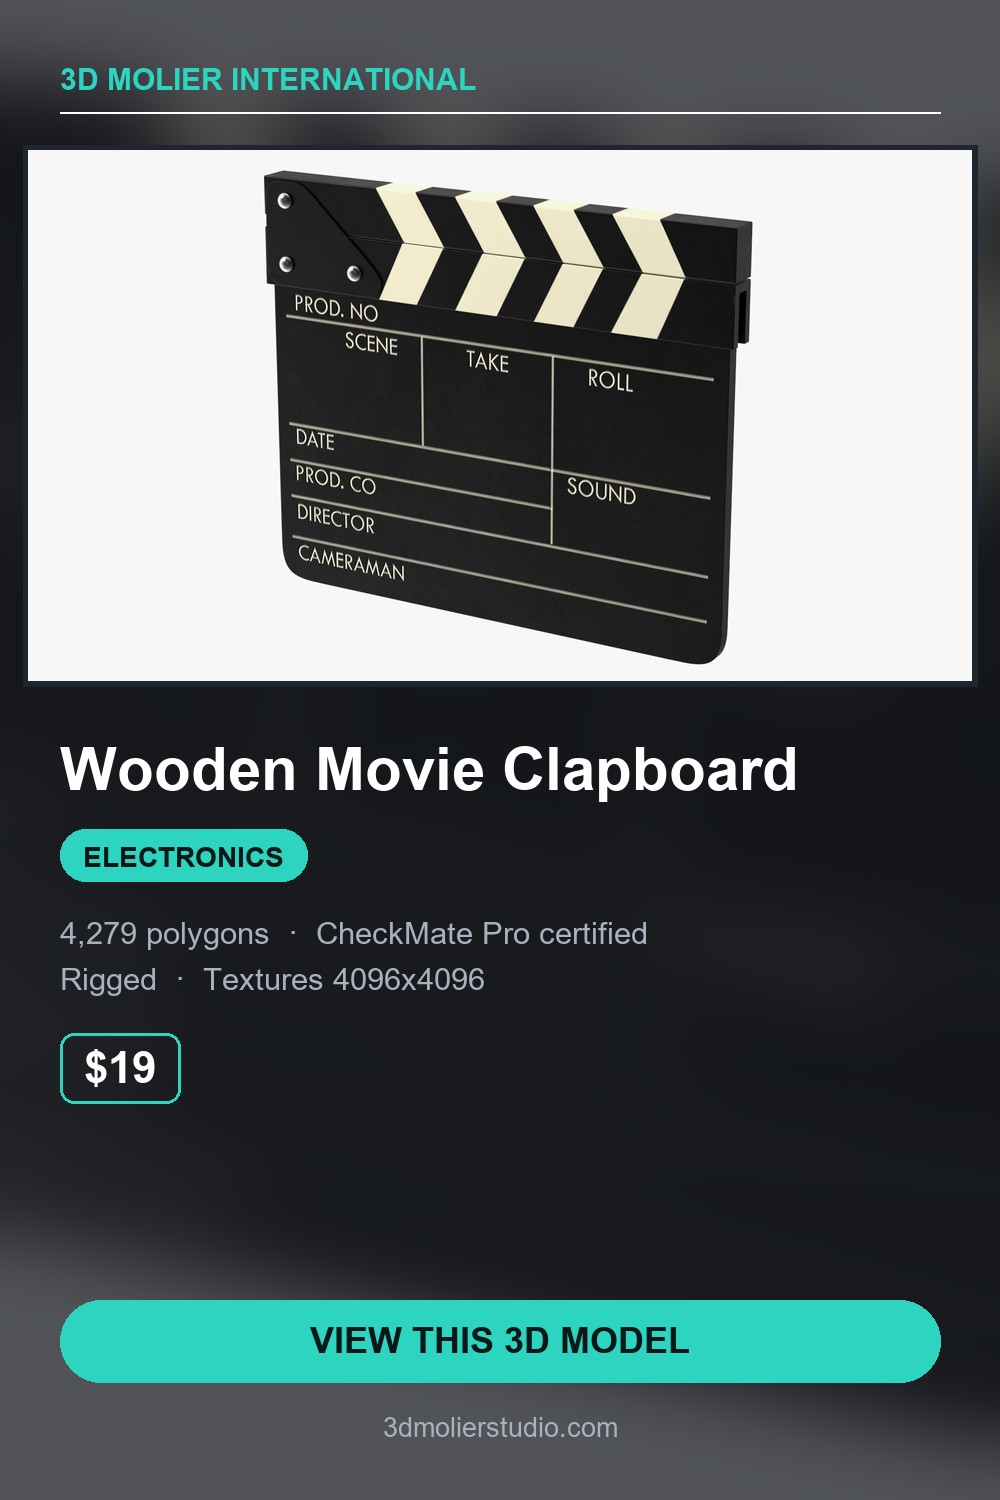 3D MOLIER INTERNATIONAL
PROD. NO
SCENE
TAKE
ROLL
DATE
PROD. CO
SOUND
DIRECTOR
CAMERAMAN
Wooden Movie Clapboard
ELECTRONICS
4,279 polygons · CheckMate Pro certified
Rigged · Textures 4096x4096
$19
VIEW THIS 3D MODEL
3dmolierstudio.com